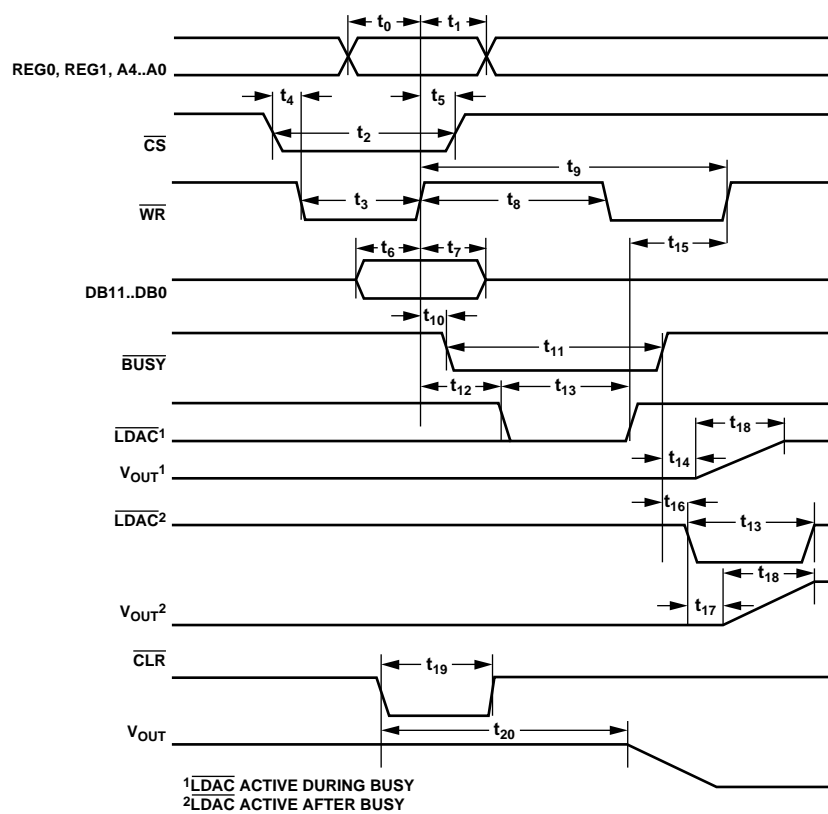 t0 t1
REG0, REG1, A4..A0
t4 t5
t2
CS
t9
WR
t3 t8
t15
t6 t7
DB11..DB0
t10
t11
BUSY
t12 t13
LDAC1
t18
t14
VOUT1
t16
LDAC2
t13
t18
t17
VOUT2
CLR
t19
VOUT
t20
1LDAC ACTIVE DURING BUSY
2LDAC ACTIVE AFTER BUSY